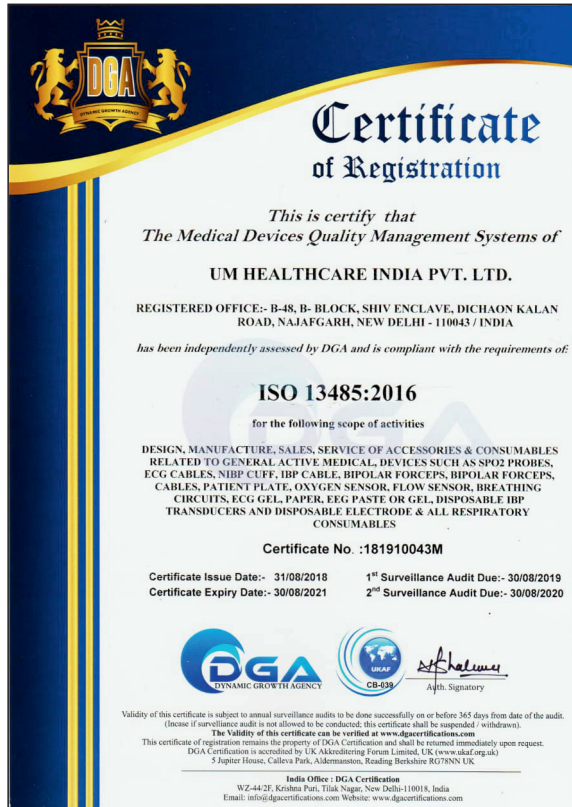 DGA
DYNAMIC GROWTH AGENCY
Certificate
of Registration
This is certify that
The Medical Devices Quality Management Systems of
UM HEALTHCARE INDIA PVT. LTD.
REGISTERED OFFICE:- B-48, B- BLOCK, SHIV ENCLAVE, DICHAON KALAN
ROAD, NAJAFGARH, NEW DELHI - 110043 / INDIA
has been independently assessed by DGA and is compliant with the requirements of:
ISO 13485:2016
for the following scope of activities
DESIGN, MANUFACTURE, SALES, SERVICE OF ACCESSORIES & CONSUMABLES
RELATED TO GENERAL ACTIVE MEDICAL, DEVICES SUCH AS SPO2 PROBES,
ECG CABLES, NIBP CUFF, IBP CABLE, BIPOLAR FORCEPS, BIPOLAR FORCEPS,
CABLES, PATIENT PLATE, OXYGEN SENSOR, FLOW SENSOR, BREATHING
CIRCUITS, ECG GEL, PAPER, EEG PASTE OR GEL, DISPOSABLE IBP
TRANSDUCERS AND DISPOSABLE ELECTRODE & ALL RESPIRATORY
CONSUMABLES
Certificate No. :181910043M
Certificate Issue Date:- 31/08/2018 1st Surveillance Audit Due:- 30/08/2019
Certificate Expiry Date:- 30/08/2021 2nd Surveillance Audit Due:- 30/08/2020
DGA
DYNAMIC GROWTH AGENCY
UKAF
CB-039
Auth. Signatory
Validity of this certificate is subject to annual surveillance audits to be done successfully on or before 365 days from date of the audit.
(Incase if surveilliance audit is not allowed to be conducted; this certificate shall be suspended / withdrawn).
The Validity of this certificate can be verified at www.dgacertifications.com
This certificate of registration remains the property of DGA Certification and shall be returned immediately upon request.
DGA Certification is accredited by UK Akkreditering Forum Limited, UK (www.ukaf.org.uk)
5 Jupiter House, Calleva Park, Aldermanston, Reading Berkshire RG78NN UK
India Office : DGA Certification
WZ-44/2F, Krishna Puri, Tilak Nagar, New Delhi-110018, India
Email: info@dgacertifications.com Website: www.dgacertifications.com